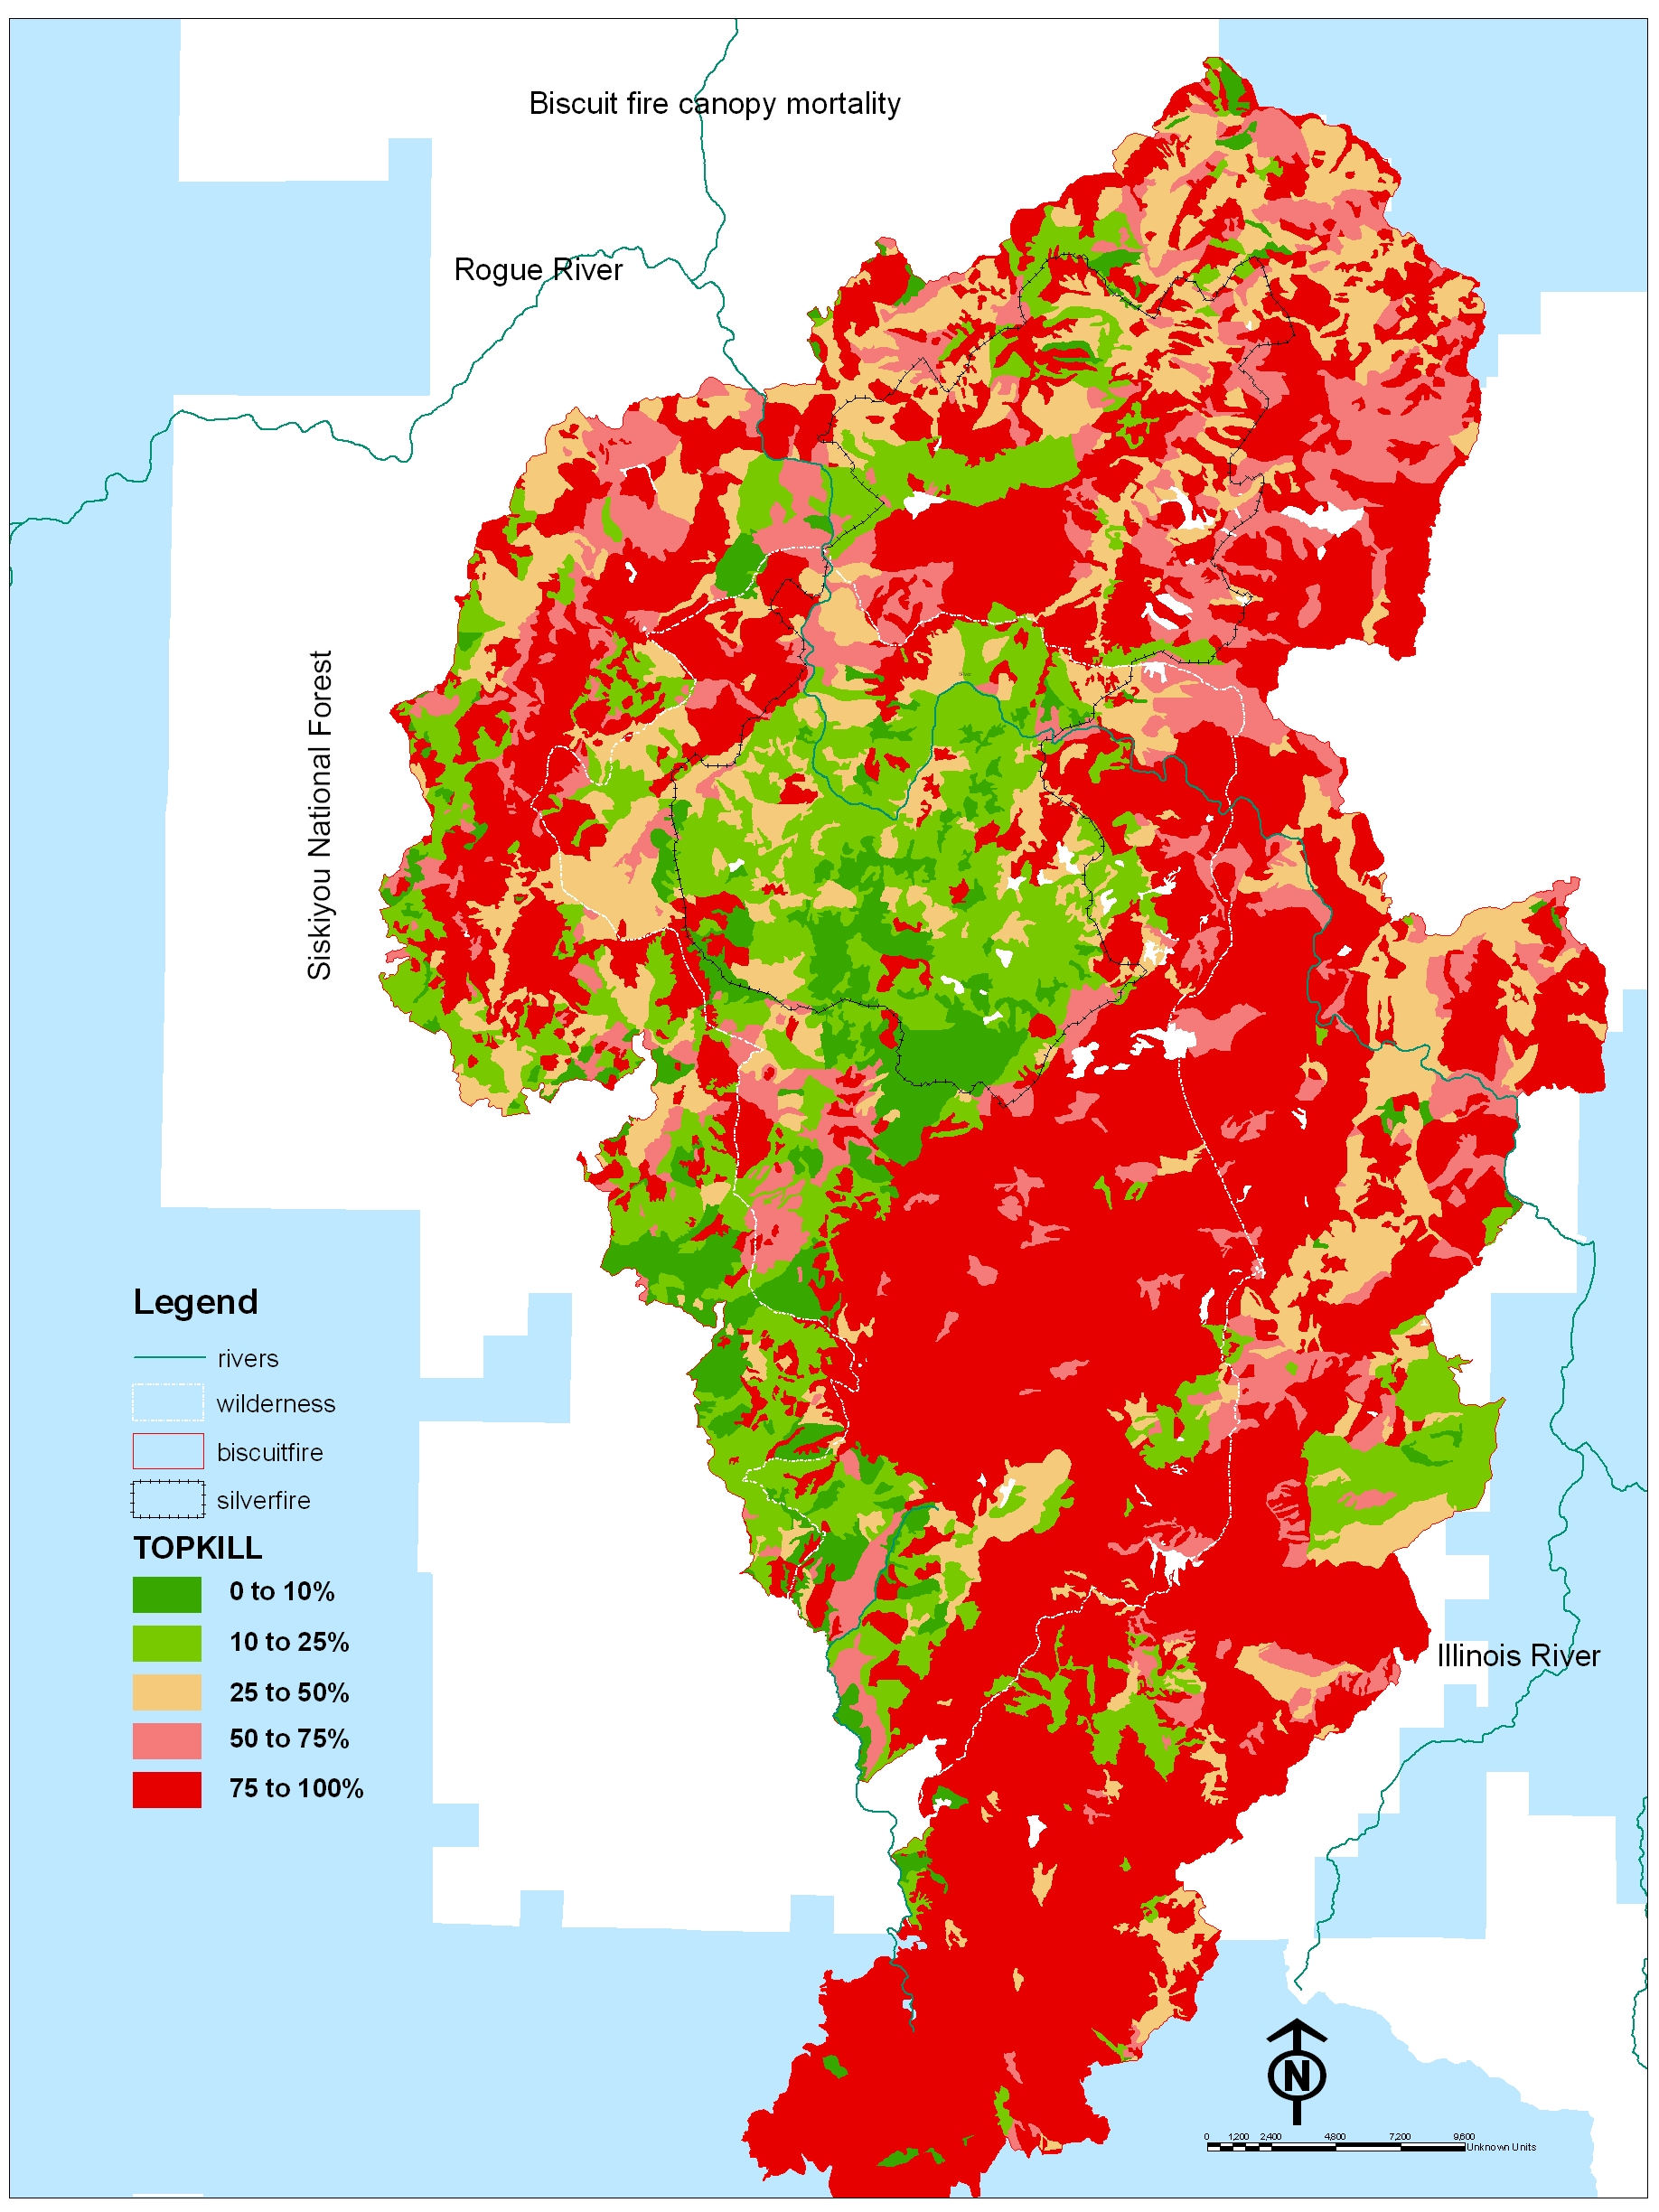 Biscuit fire canopy mortality
Rogue River
Siskiyou National Forest
Legend
rivers
wilderness
biscuitfire
silverfire
TOPKILL
0 to 10%
10 to 25%
25 to 50%
50 to 75%
75 to 100%
Illinois River
N
0 1,200 2,400 4,800 7,200 9,600
Unknown Units